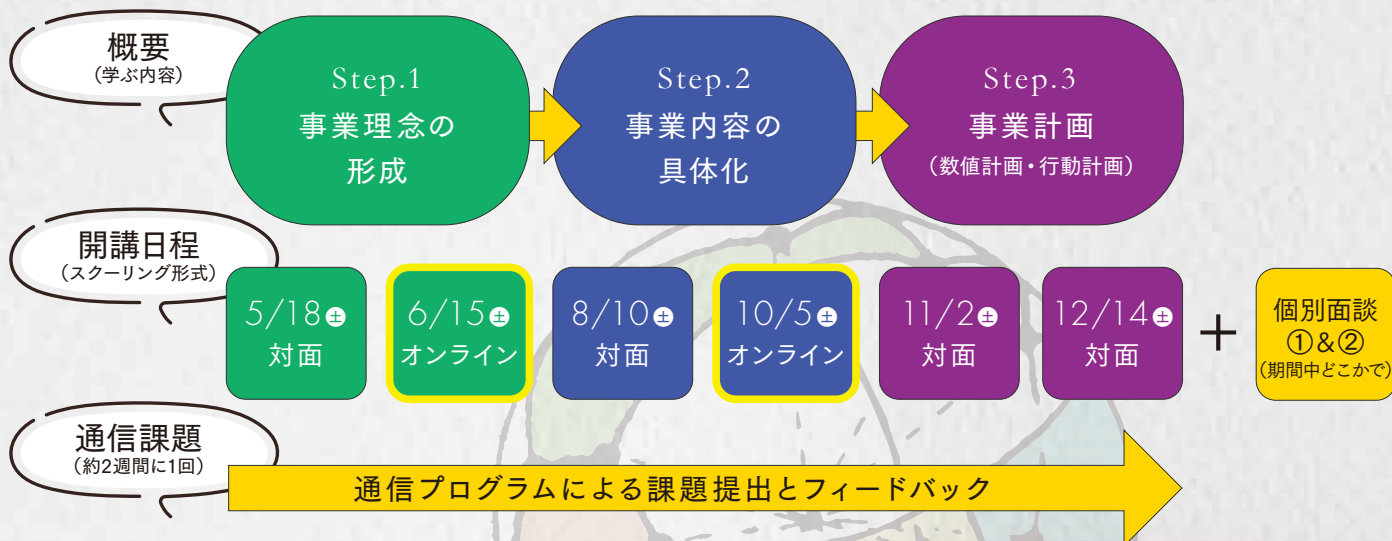 概要
(学ぶ内容)
Step.1
事業理念の
形成
Step.2
事業内容の
具体化
Step.3
事業計画
(数値計画・行動計画)
開講日程
(スクーリング形式)
5/18土
対面
6/15土
オンライン
8/10土
対面
10/5土
オンライン
11/2土
対面
12/14土
対面
+
個別面談
①&②
(期間中どこかで)
通信課題
(約2週間に1回)
通信プログラムによる課題提出とフィードバック